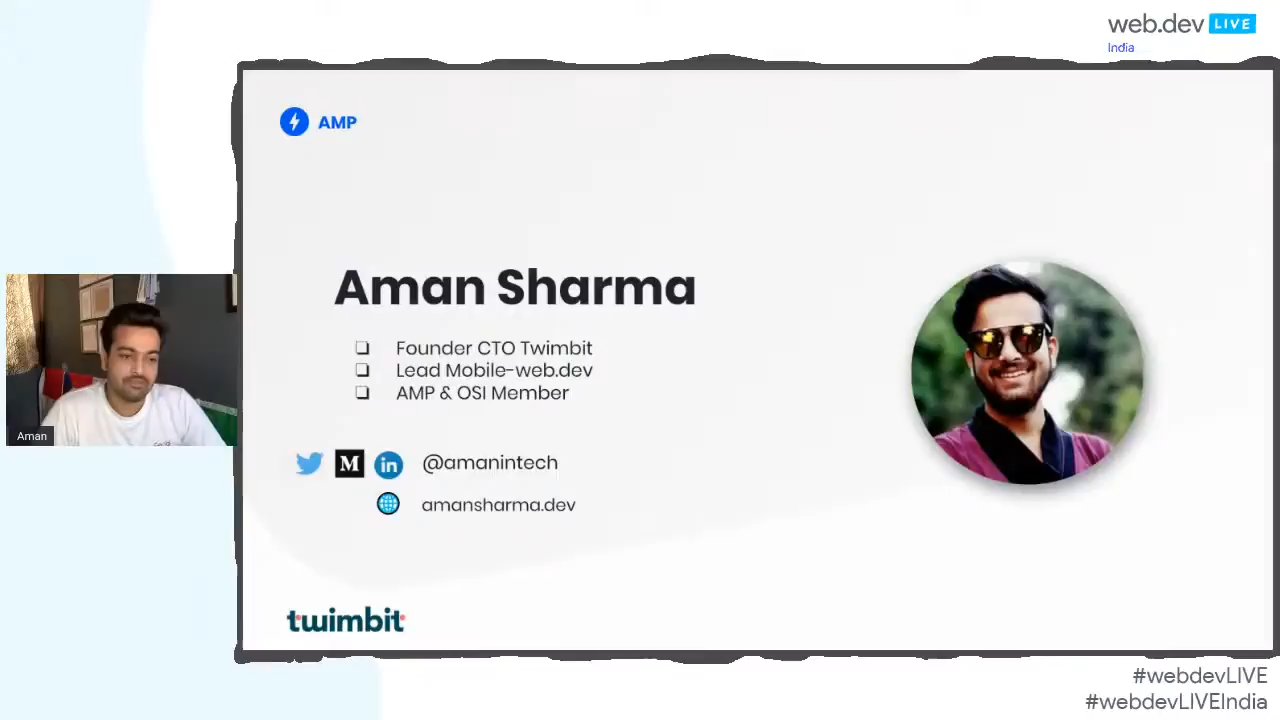 web.dev LIVE
India
AMP
Aman Sharma
Founder CTO Twimbit
Lead Mobile-web.dev
AMP & OSI Member
Aman
M in @amanintech
amansharma.dev
twimbit
#webdevLIVE
#webdevLIVEIndia